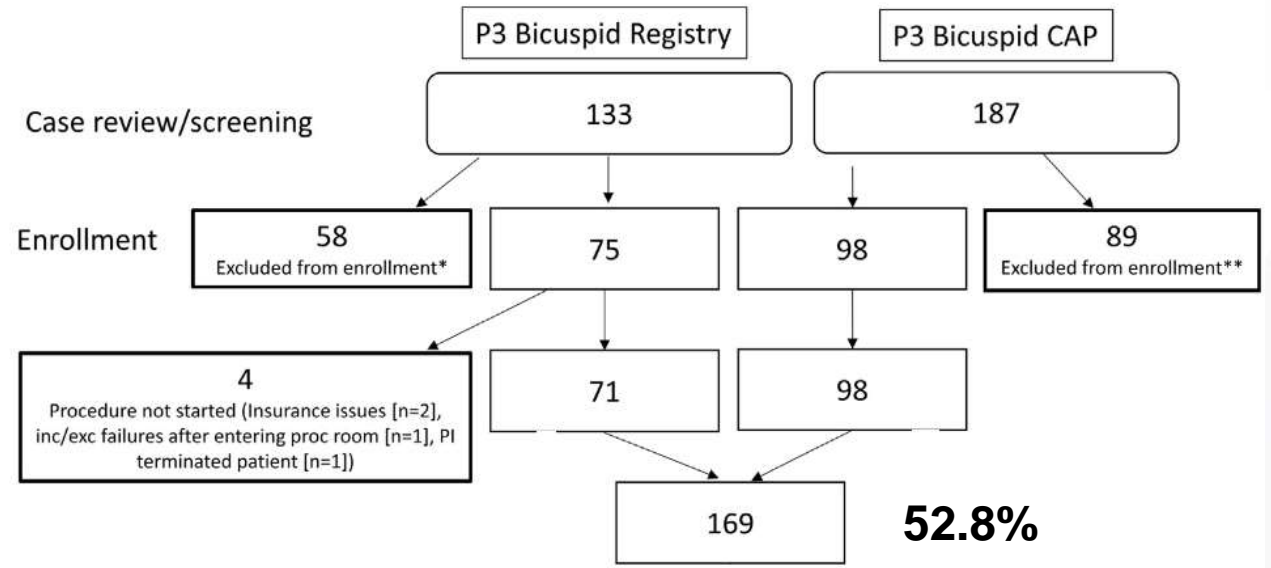 P3 Bicuspid Registry
P3 Bicuspid CAP
Case review/screening
133
187
Enrollment
58
Excluded from enrollment*
75
98
89
Excluded from enrollment**
4
Procedure not started (Insurance issues [n=2],
inc/exc failures after entering proc room [n=1], PI
terminated patient [n=1])
71
98
169
52.8%